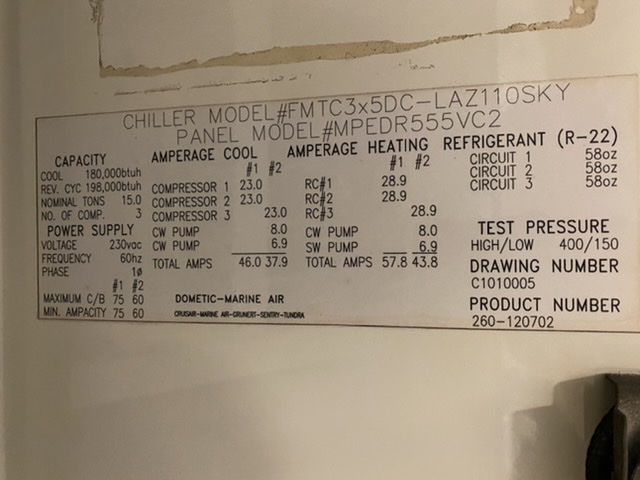 CHILLER MODEL#FMTC3x5DC-LAZ110SKY
PANEL MODEL#MPEDR555VC2
CAPACITY
COOL 180,000btuh
REV. CYC 198,000btuh
NOMINAL TONS 15.0
NO. OF COMP. 3
POWER SUPPLY
VOLTAGE 230vac
FREQUENCY 60hz
PHASE 1ø
#1 #2
MAXIMUM C/B 75 60
MIN. AMPACITY 75 60
AMPERAGE COOL
#1 #2
COMPRESSOR 1 23.0
COMPRESSOR 2 23.0
COMPRESSOR 3 23.0
CW PUMP 8.0
CW PUMP 6.9
TOTAL AMPS 46.0 37.9
DOMETIC-MARINE AIR
CRUISAIR-MARINE AIR-GRUNERT-SENTRY-TUNDRA
AMPERAGE HEATING
#1 #2
RC#1 28.9
RC#2 28.9
RC#3 28.9
CW PUMP 8.0
SW PUMP 6.9
TOTAL AMPS 57.8 43.8
REFRIGERANT (R-22)
CIRCUIT 1 58oz
CIRCUIT 2 58oz
CIRCUIT 3 58oz
TEST PRESSURE
HIGH/LOW 400/150
DRAWING NUMBER
C1010005
PRODUCT NUMBER
260-120702